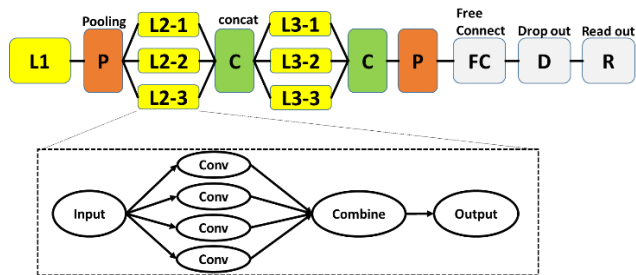 Pooling
concat
Free
Connect
Drop out
Read out
L1
P
L2-1
L2-2
L2-3
C
L3-1
L3-2
L3-3
C
P
FC
D
R
Input
Conv
Conv
Conv
Conv
Combine
Output